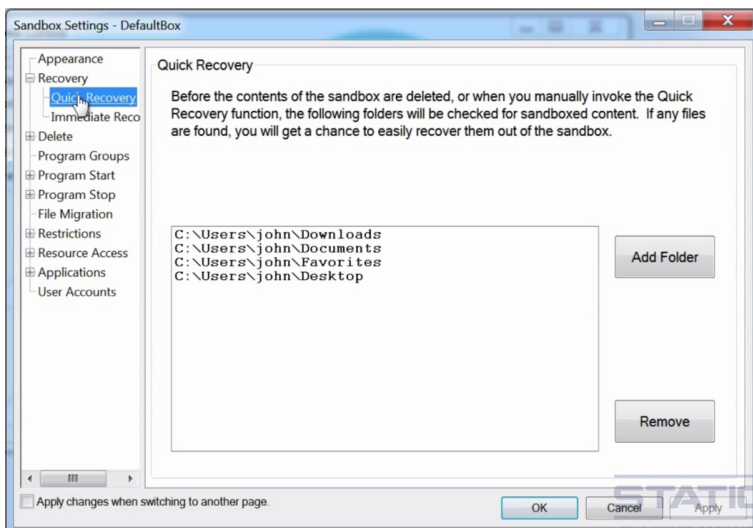 Sandbox Settings - DefaultBox
Appearance
Recovery
Quick Recovery
Immediate Reco
Delete
Program Groups
Program Start
Program Stop
File Migration
Restrictions
Resource Access
Applications
User Accounts
Quick Recovery
Before the contents of the sandbox are deleted, or when you manually invoke the Quick
Recovery function, the following folders will be checked for sandboxed content. If any files
are found, you will get a chance to easily recover them out of the sandbox.
C:\Users\john\Downloads
C:\Users\john\Documents
C:\Users\john\Favorites
C:\Users\john\Desktop
Add Folder
Remove
Apply changes when switching to another page.
OK
Cancel
Apply